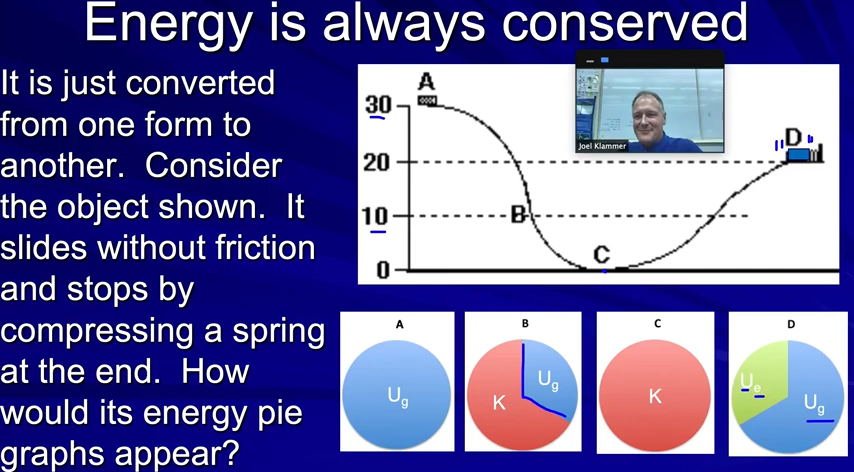 Energy is always conserved
It is just converted
from one form to
another. Consider
the object shown. It
slides without friction
and stops by
compressing a spring
at the end. How
would its energy pie
graphs appear?
A
30
Joel Klammer
D
20
10
B
C
0
A
B
C
D
Ug
K
Ug
K
Ue
Ug